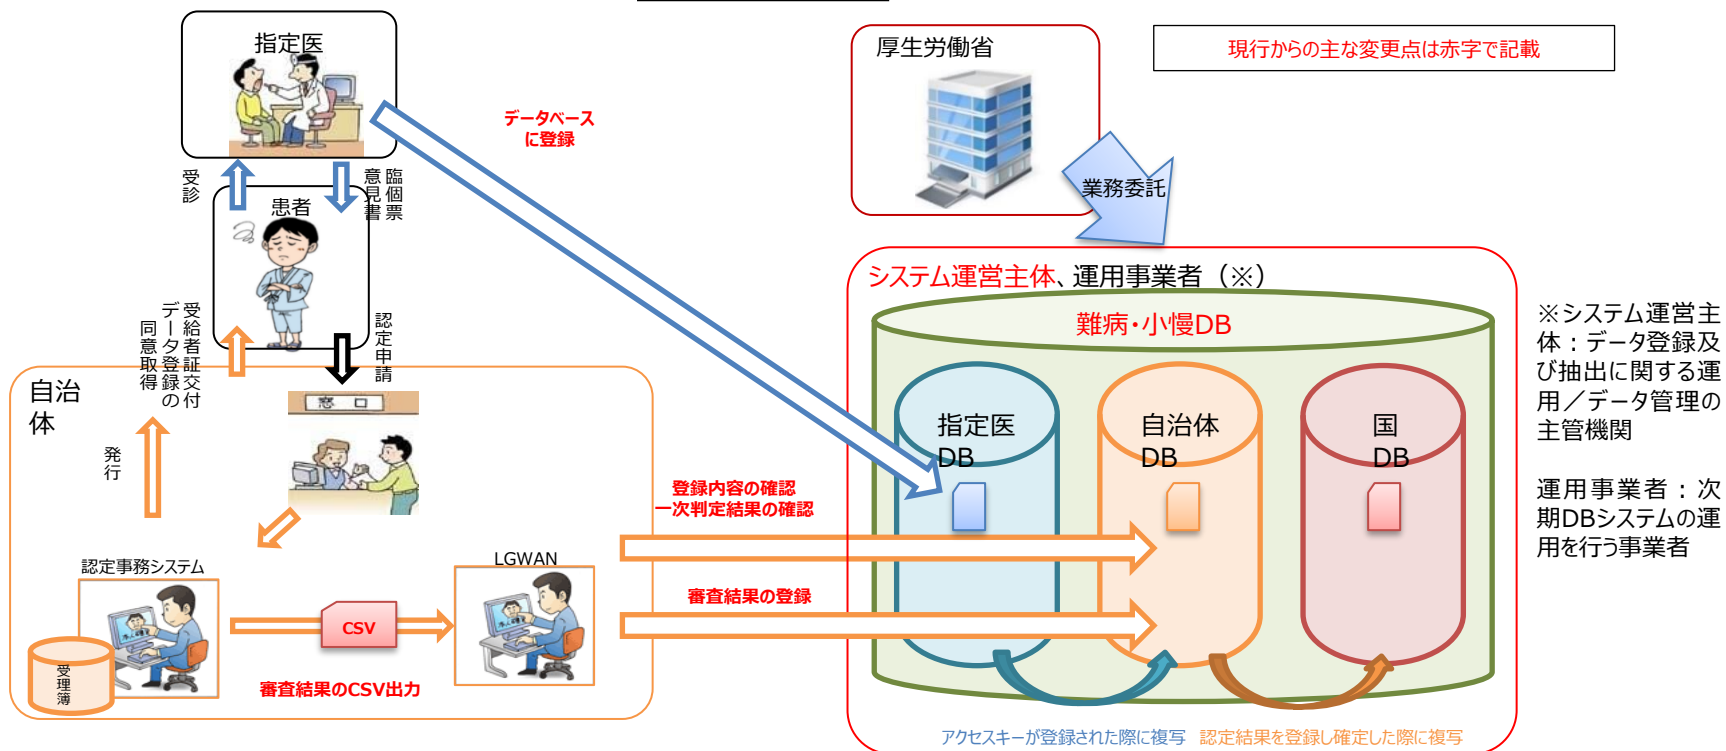 指定医
厚生労働省
現行からの主な変更点は赤字で記載
データベース
に登録
受診
臨個票
意見書
業務委託
患者
システム運営主体、運用事業者（※）
難病・小慢DB
受給者証交付
データ登録の
同意取得
認定申請
※システム運営主
体：データ登録及
び抽出に関する運
用／データ管理の
主管機関
運用事業者：次
期DBシステムの運
用を行う事業者
自治
体
窓口
指定医
DB
自治体
DB
国
DB
発行
登録内容の確認
一次判定結果の確認
認定事務システム
LGWAN
審査結果の登録
CSV
受理簿
審査結果のCSV出力
アクセスキーが登録された際に複写
認定結果を登録し確定した際に複写